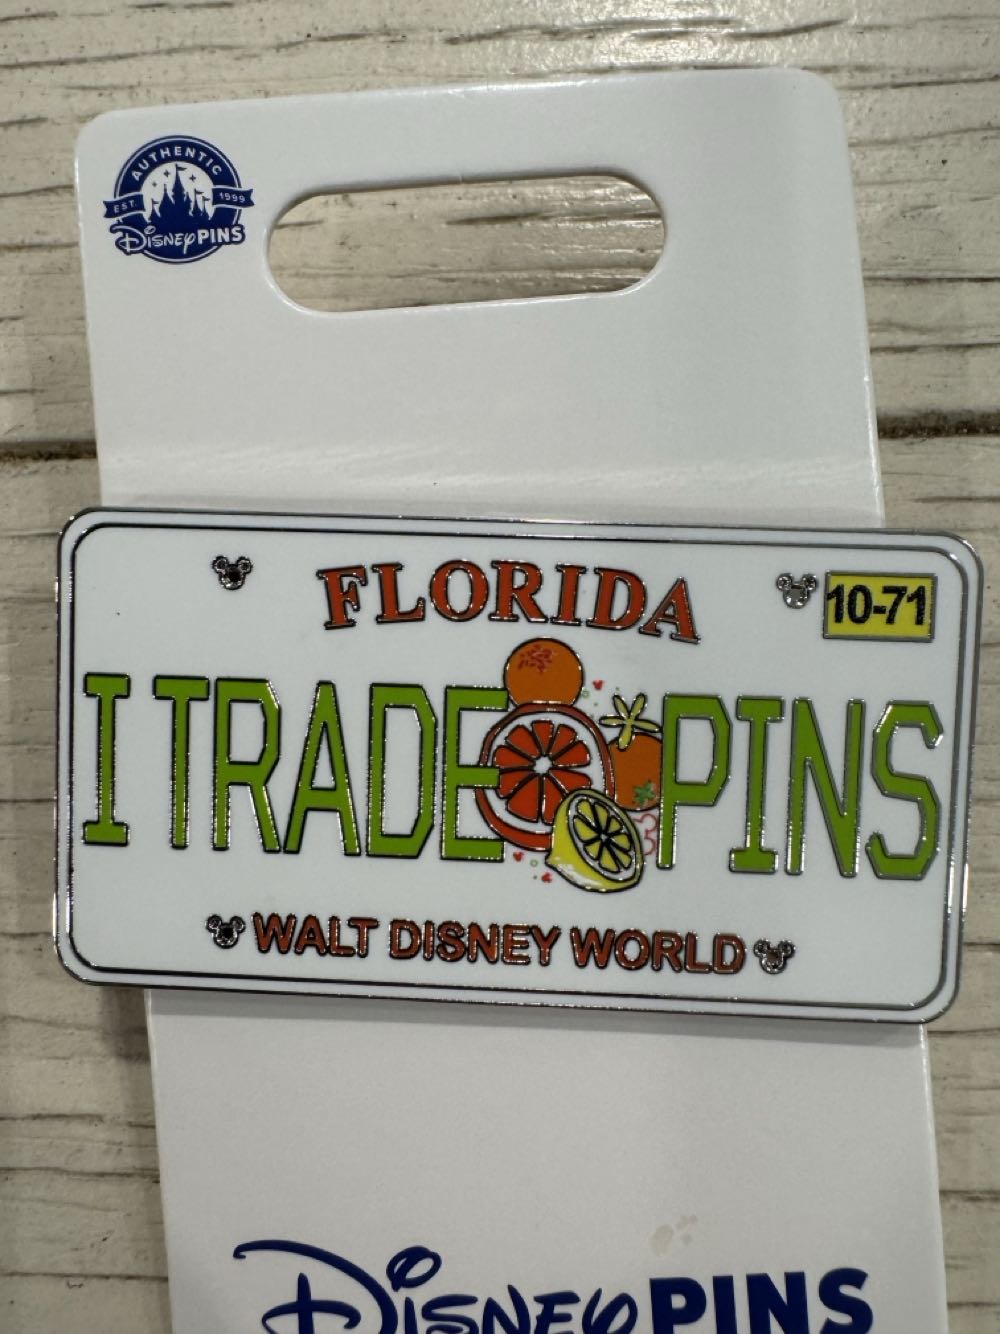 AUTHENTIC
EST. 1999
Disney PINS
FLORIDA
10-71
I TRADE PINS
WALT DISNEY WORLD
Disney PINS